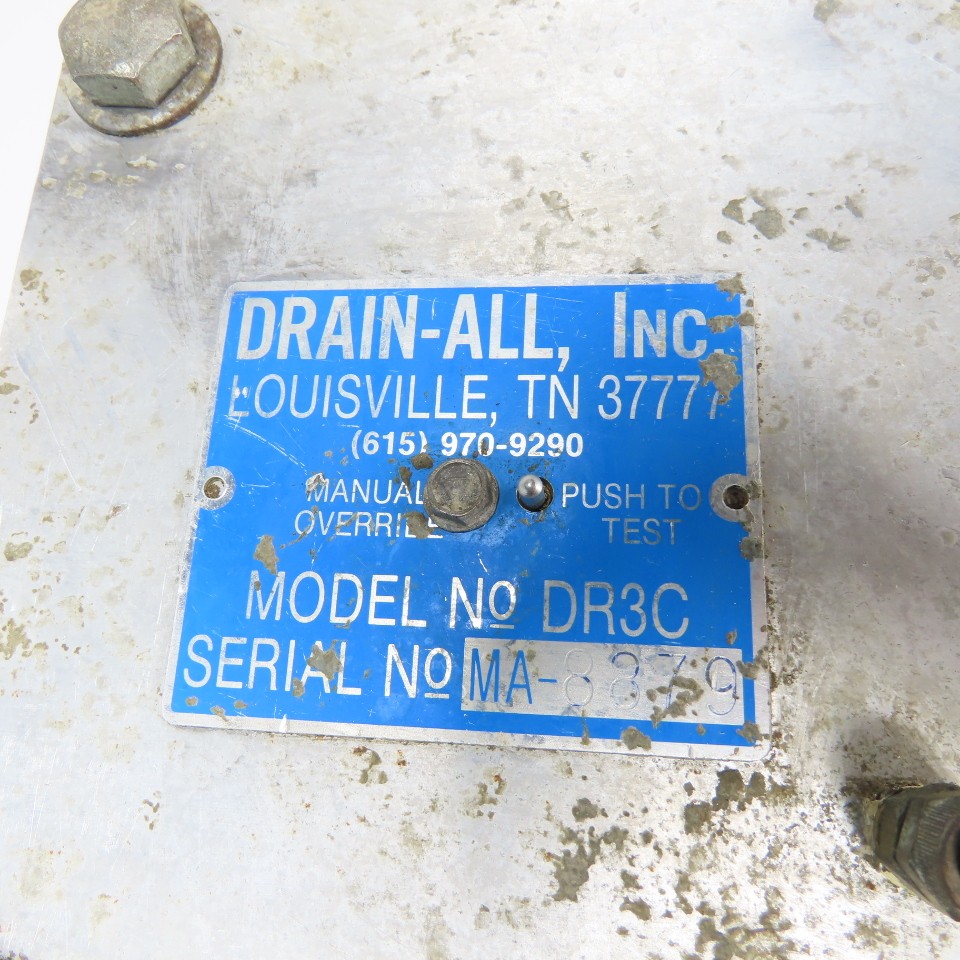 DRAIN-ALL, INC
LOUISVILLE, TN 37777
(615) 970-9290
MANUAL OVERRIDE
PUSH TO TEST
MODEL NO DR3C
SERIAL NO MA-8379